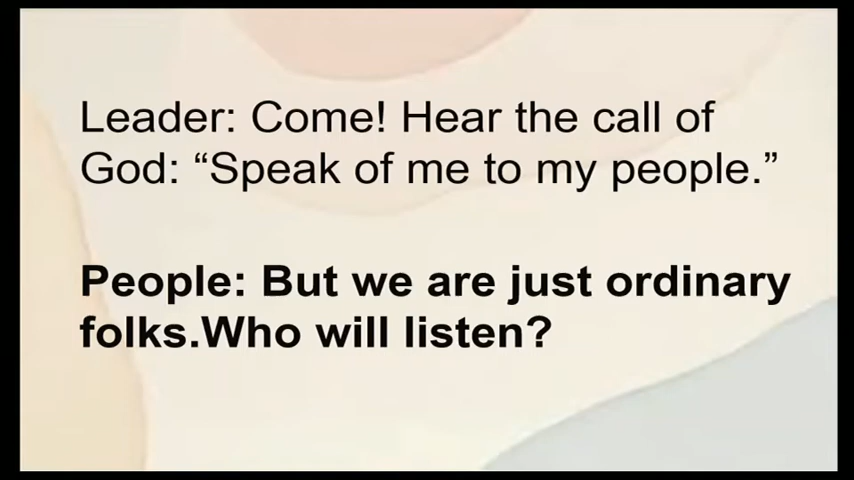 Leader: Come! Hear the call of
God: “Speak of me to my people.”
People: But we are just ordinary
folks.Who will listen?